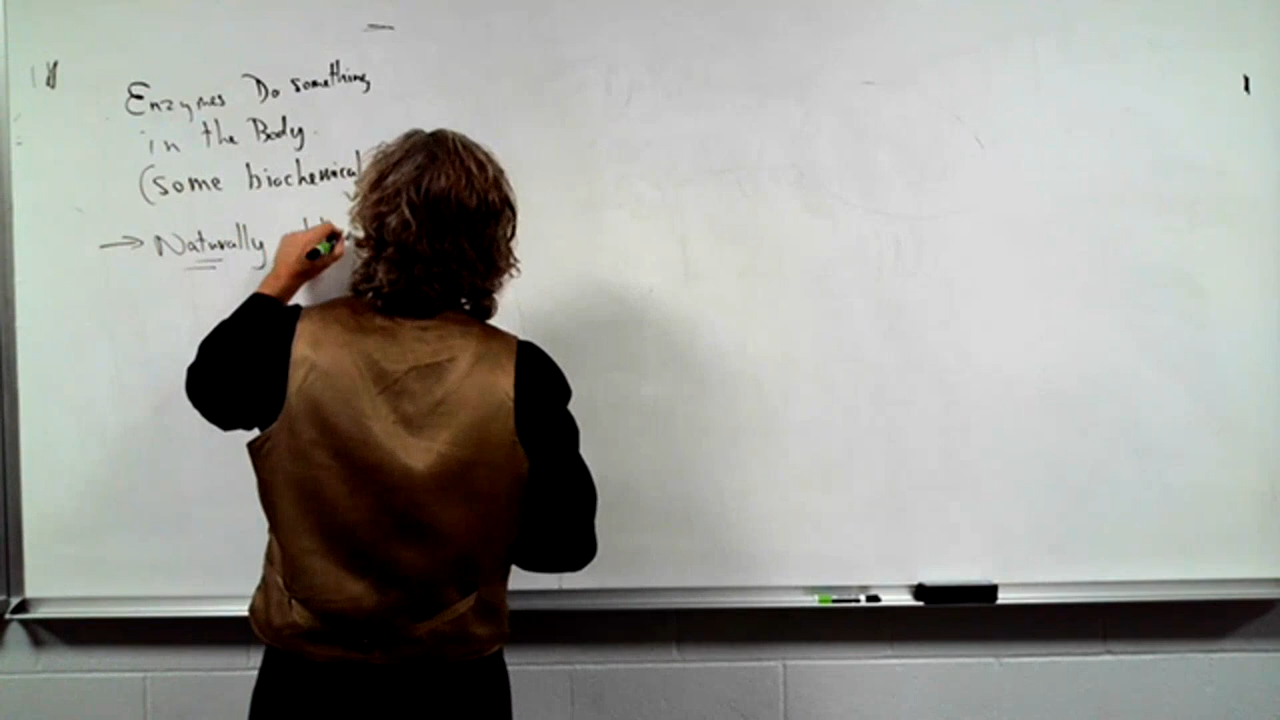 Enzymes Do something
in the Body.
(some biochemical
→ Naturally